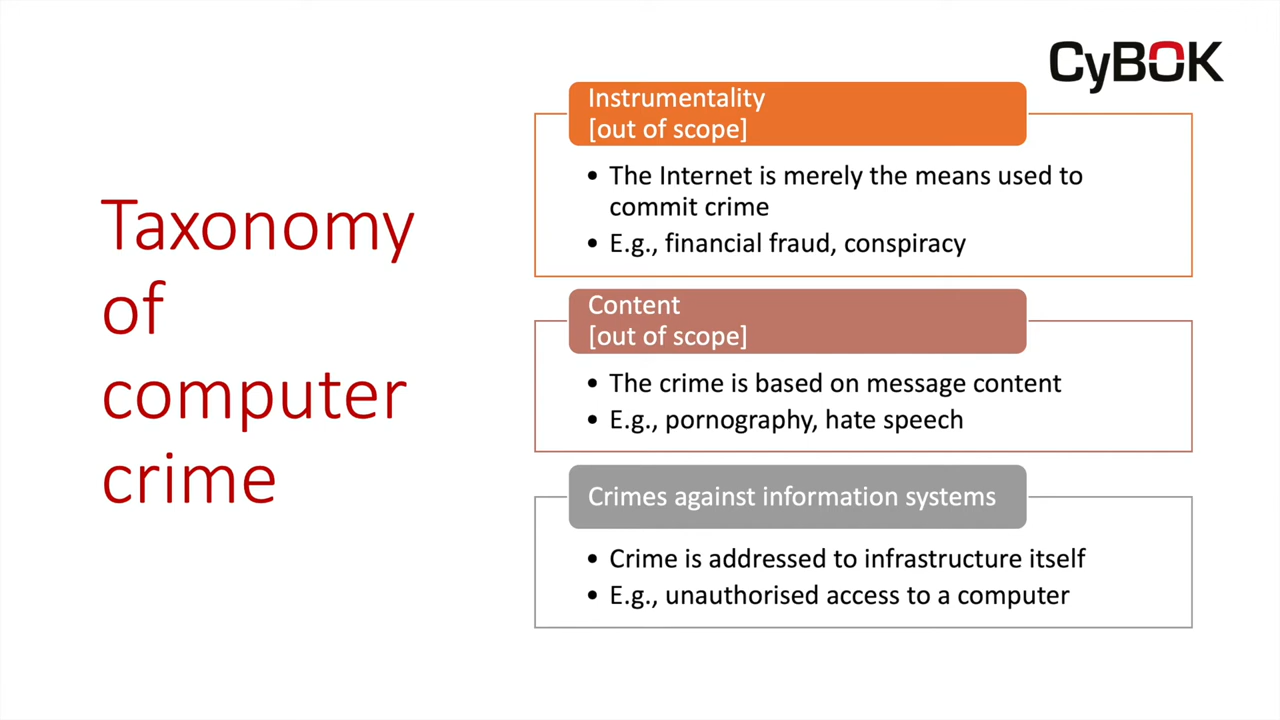 CyBOK
Taxonomy
of
computer
crime
Instrumentality
[out of scope]
• The Internet is merely the means used to
commit crime
• E.g., financial fraud, conspiracy
Content
[out of scope]
• The crime is based on message content
• E.g., pornography, hate speech
Crimes against information systems
• Crime is addressed to infrastructure itself
• E.g., unauthorised access to a computer